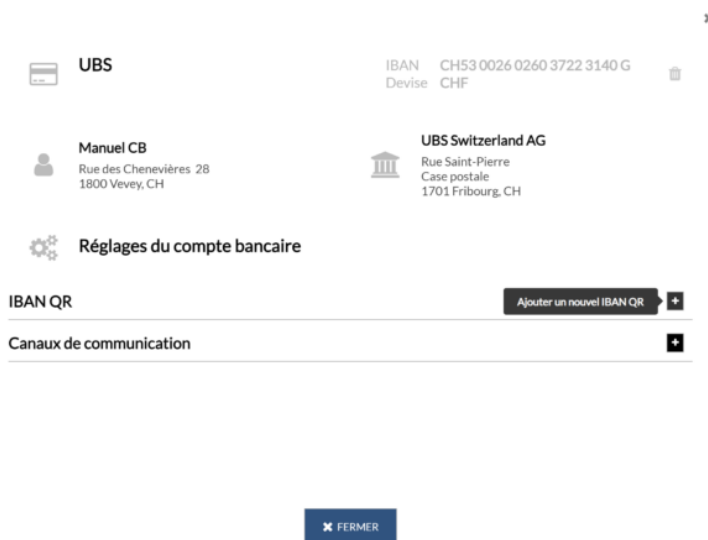 UBS
IBAN CH53 0026 0260 3722 3140 G
Devise CHF
Manuel CB
Rue des Chenevières 28
1800 Vevey, CH
UBS Switzerland AG
Rue Saint-Pierre
Case postale
1701 Fribourg, CH
Réglages du compte bancaire
IBAN QR
Ajouter un nouvel IBAN QR
Canaux de communication
FERMER